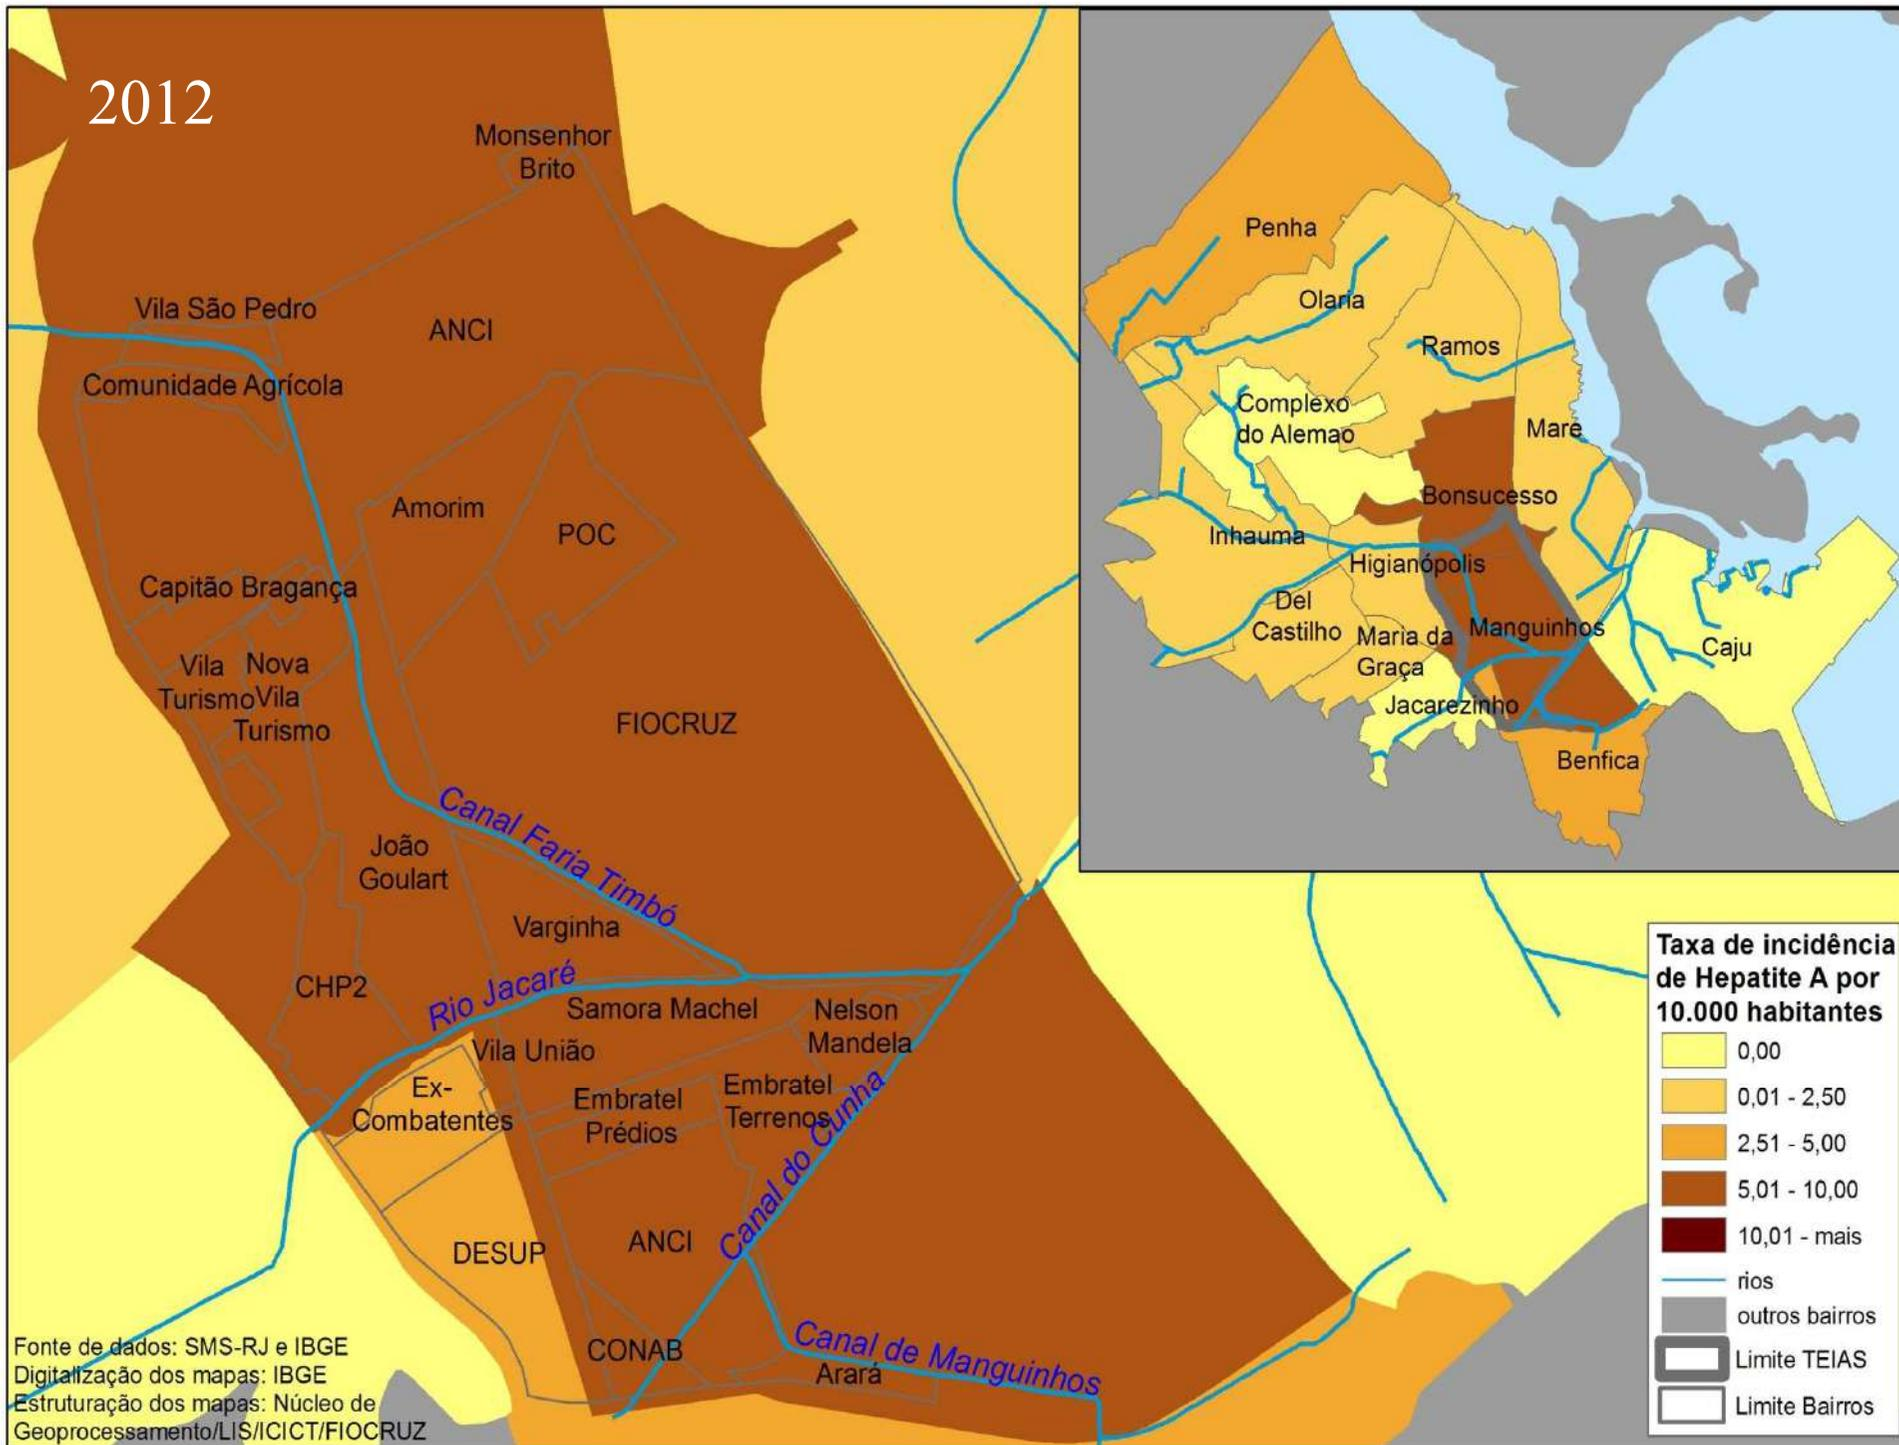 2012
Monsenhor
Brito
Vila São Pedro
ANCI
Comunidade Agrícola
Amorim
POC
Capitão Bragança
Vila
Turismo
Nova
Vila
Turismo
FIOCRUZ
Canal Faria Timbó
João
Goulart
Varginha
CHP2
Rio Jacaré
Samora Machel
Nelson
Mandela
Vila União
Ex-
Combatentes
Embratel
Prédios
Embratel
Terrenos
Canal do Cunha
DESUP
ANCI
CONAB
Canal de Manguinhos
Arará
Fonte de dados: SMS-RJ e IBGE
Digitalização dos mapas: IBGE
Estruturação dos mapas: Núcleo de
Geoprocessamento/LIS/ICICT/FIOCRUZ
Penha
Olaria
Ramos
Complexo
do Alemao
Mare
Bonsucesso
Inhauma
Higianópolis
Del
Castilho
Maria da
Graça
Manguinhos
Caju
Jacarezinho
Benfica
Taxa de incidência
de Hepatite A por
10.000 habitantes
0,00
0,01 - 2,50
2,51 - 5,00
5,01 - 10,00
10,01 - mais
rios
outros bairros
Limite TEIAS
Limite Bairros